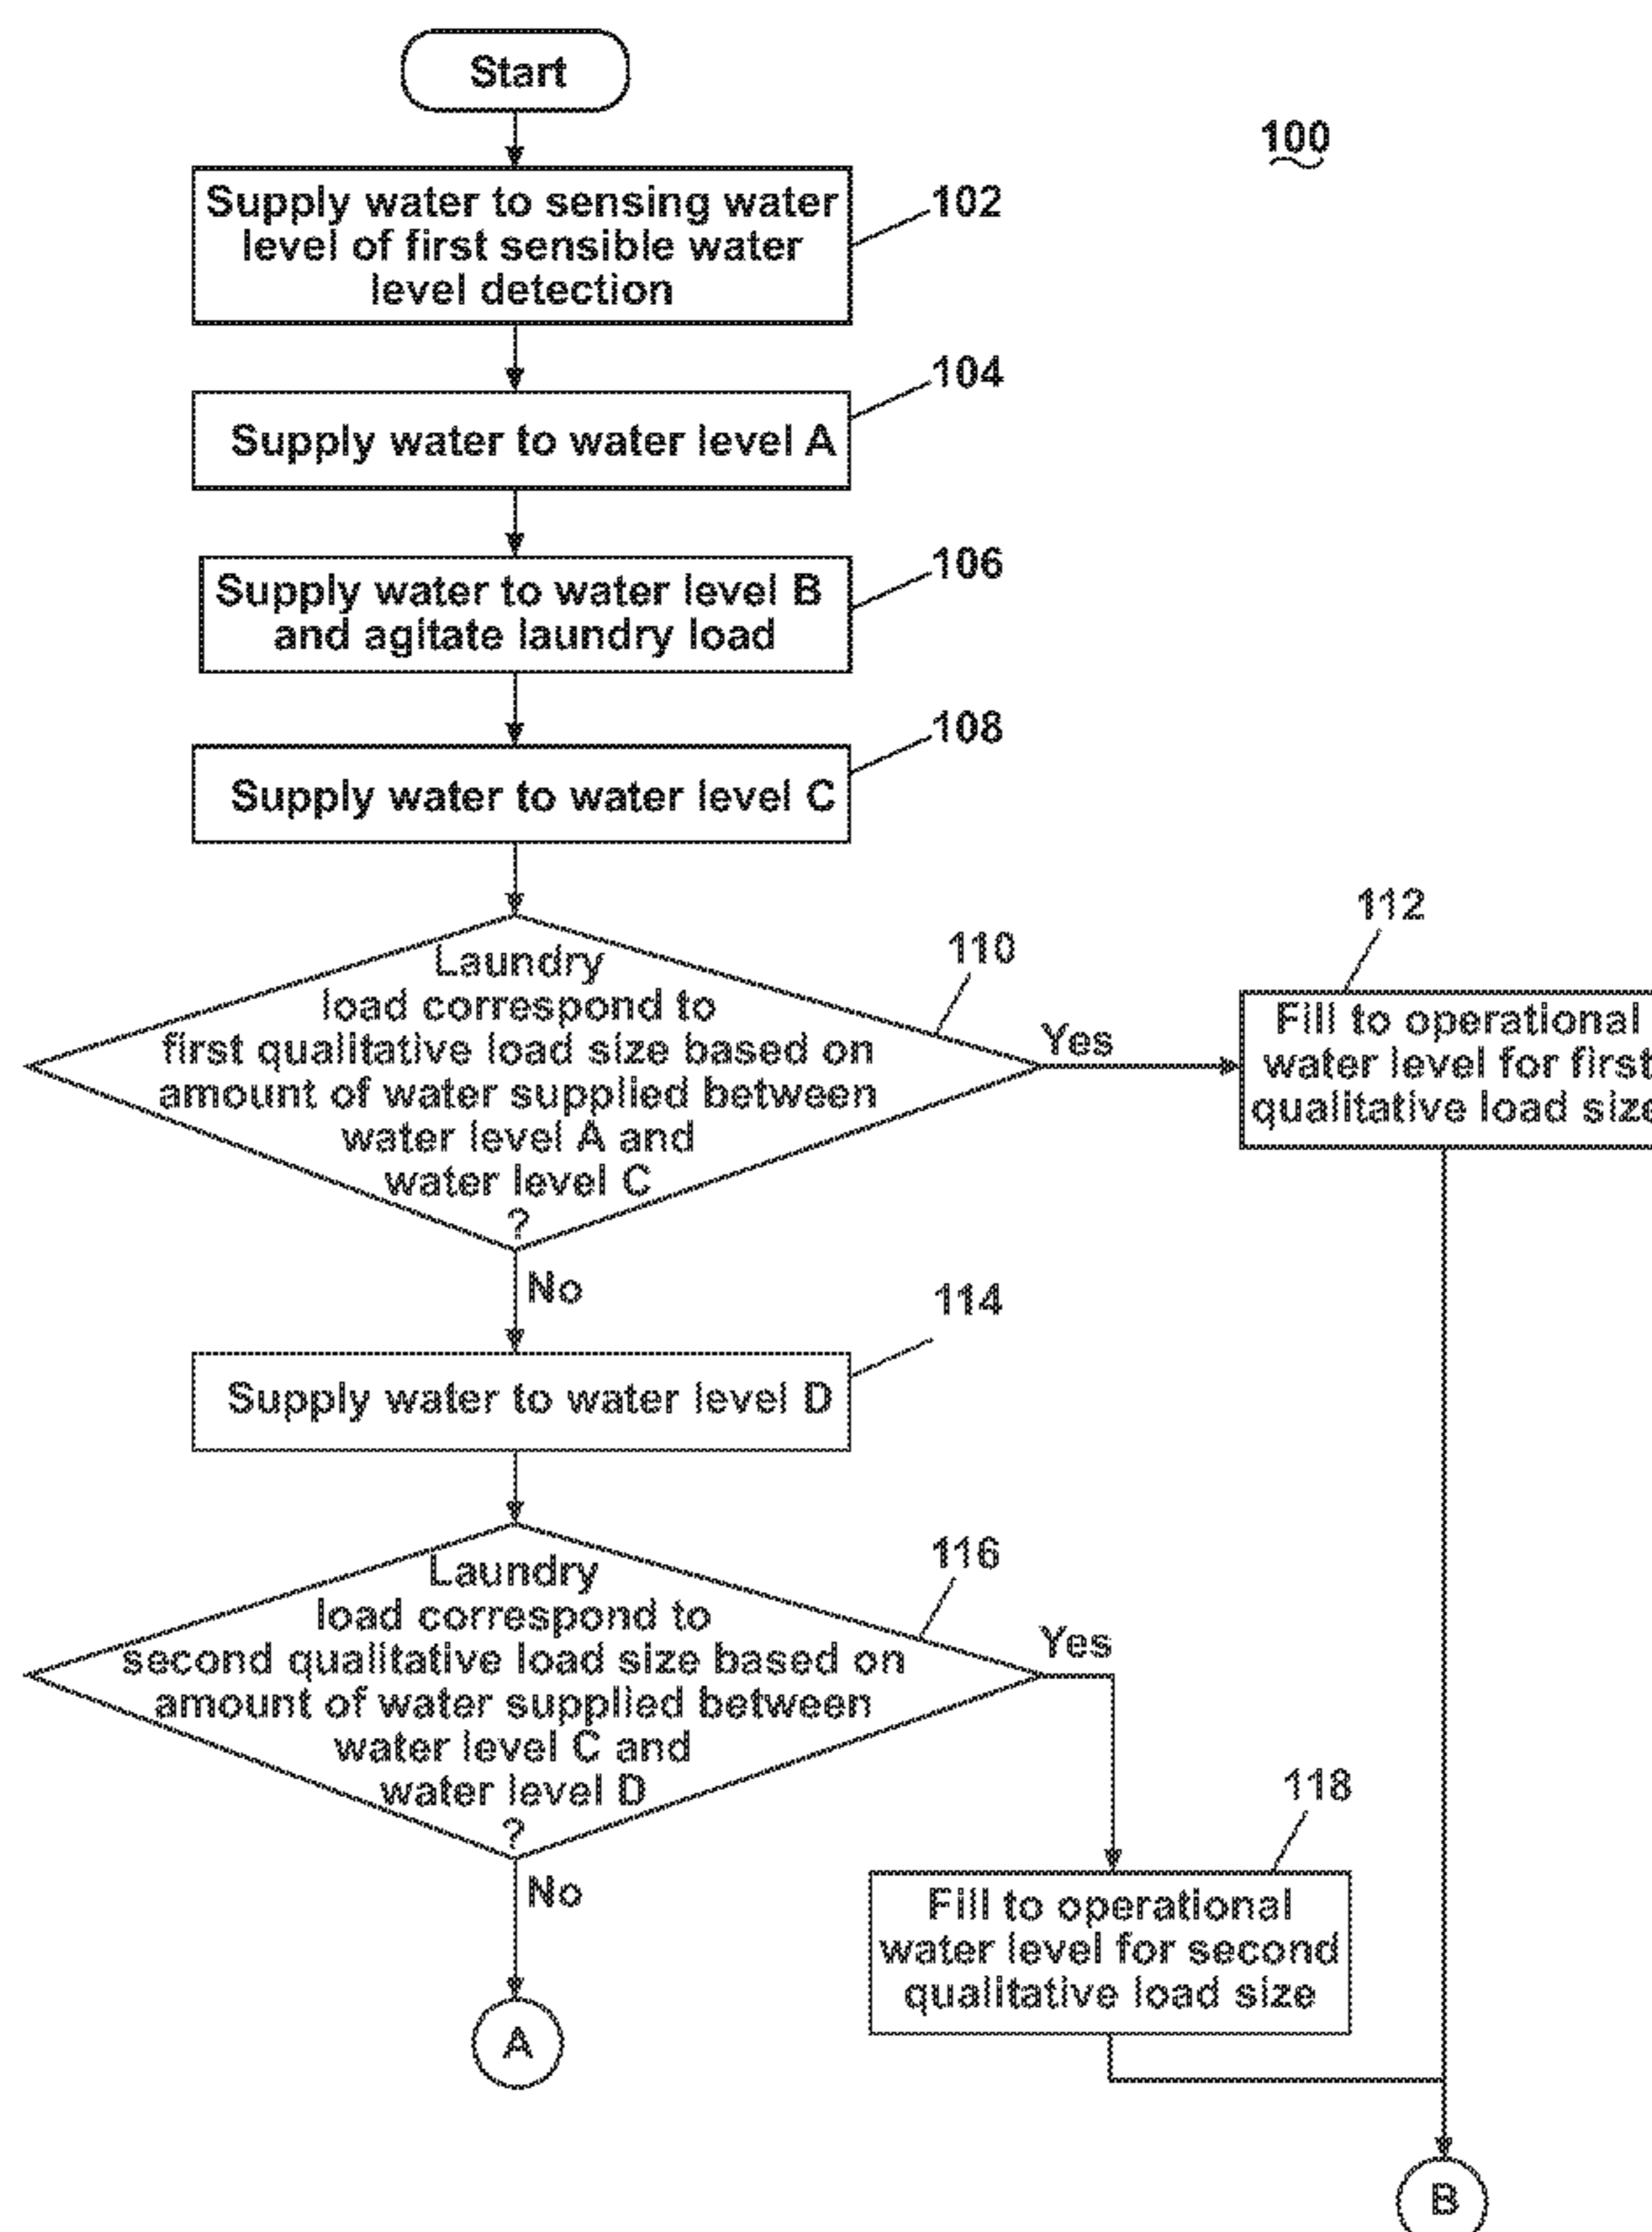 Start
100
Supply water to sensing water
level of first sensible water
level detection
102
104
Supply water to water level A
106
Supply water to water level B
and agitate laundry load
108
Supply water to water level C
110
Laundry
load correspond to
first qualitative load size based on
amount of water supplied between
water level A and
water level C
?
Yes
112
Fill to operational
water level for first
qualitative load size
No
114
Supply water to water level D
116
Laundry
load correspond to
second qualitative load size based on
amount of water supplied between
water level C and
water level D
?
Yes
No
118
Fill to operational
water level for second
qualitative load size
A
B